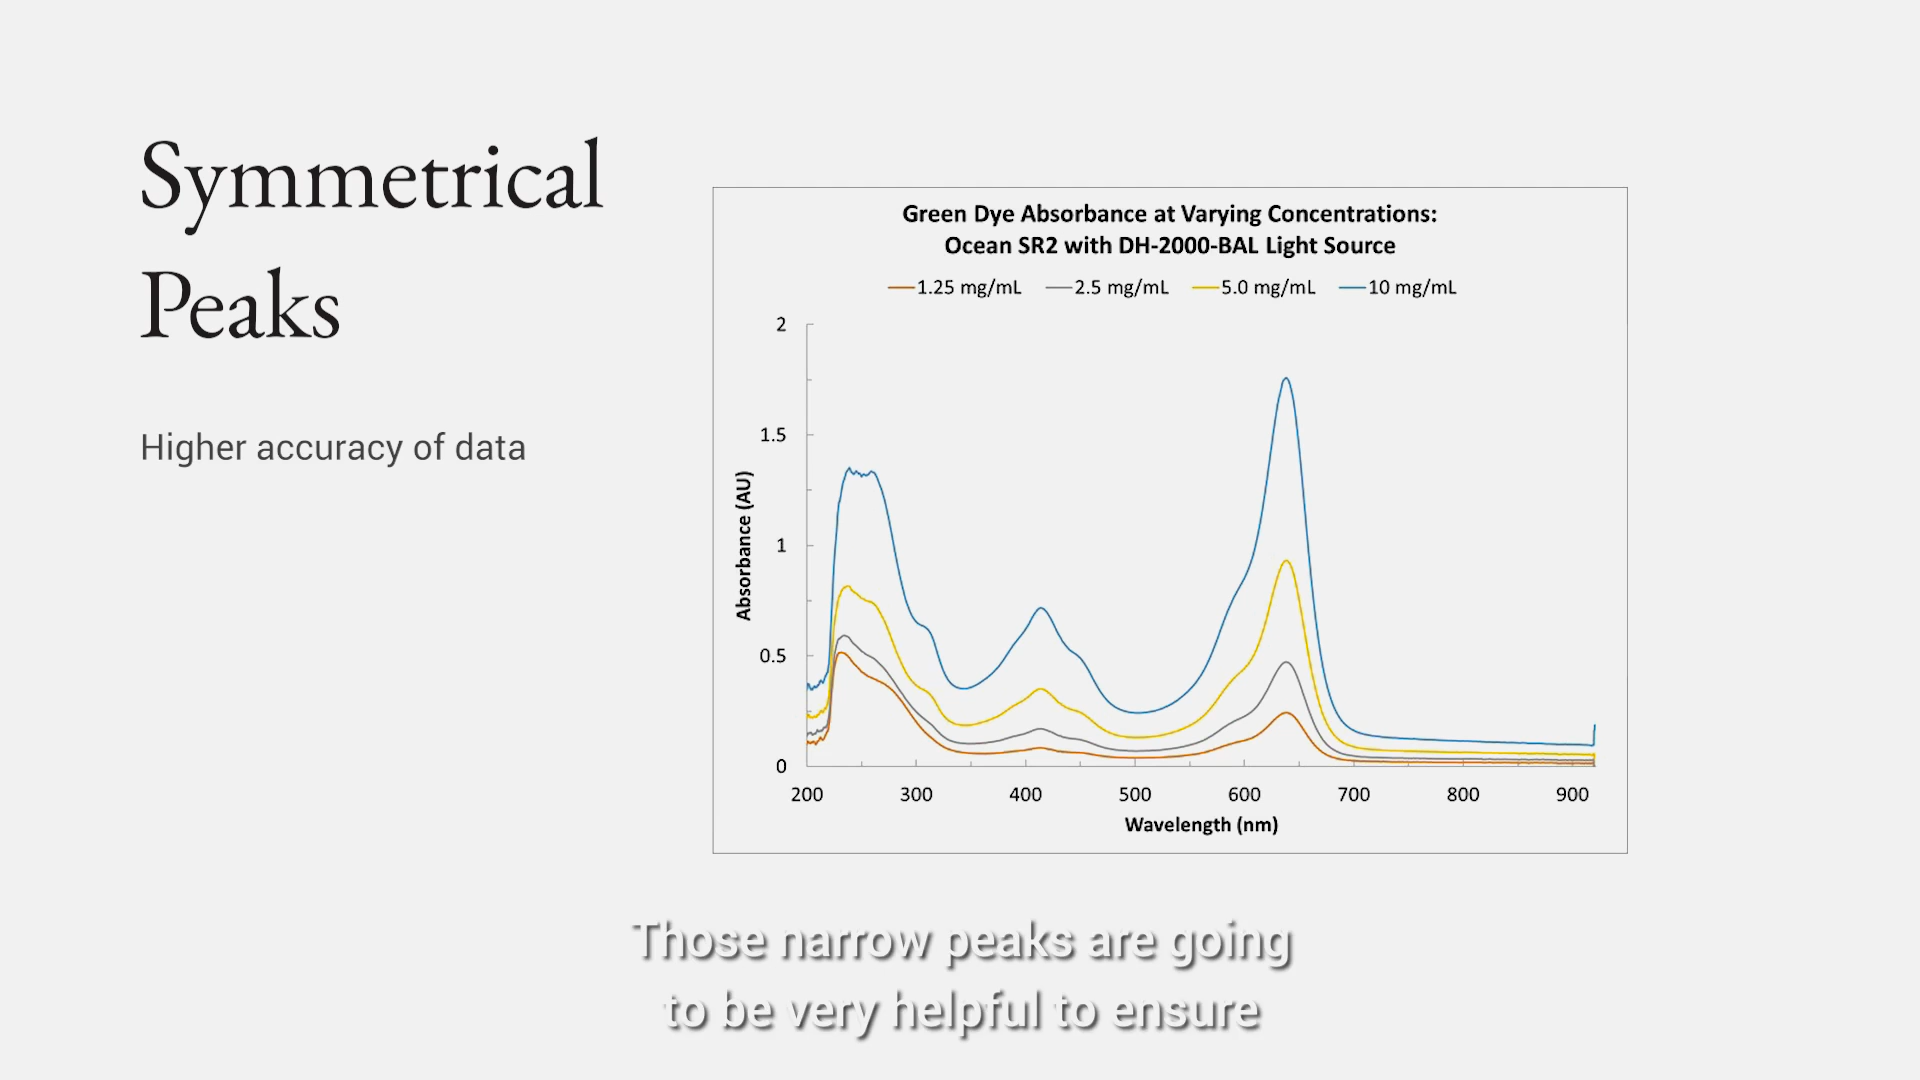 Symmetrical
Peaks
Higher accuracy of data
Green Dye Absorbance at Varying Concentrations:
Ocean SR2 with DH-2000-BAL Light Source
1.25 mg/mL 2.5 mg/mL 5.0 mg/mL 10 mg/mL
2
1.5
1
0.5
0
Absorbance (AU)
200 300 400 500 600 700 800 900
Wavelength (nm)
Those narrow peaks are going
to be very helpful to ensure